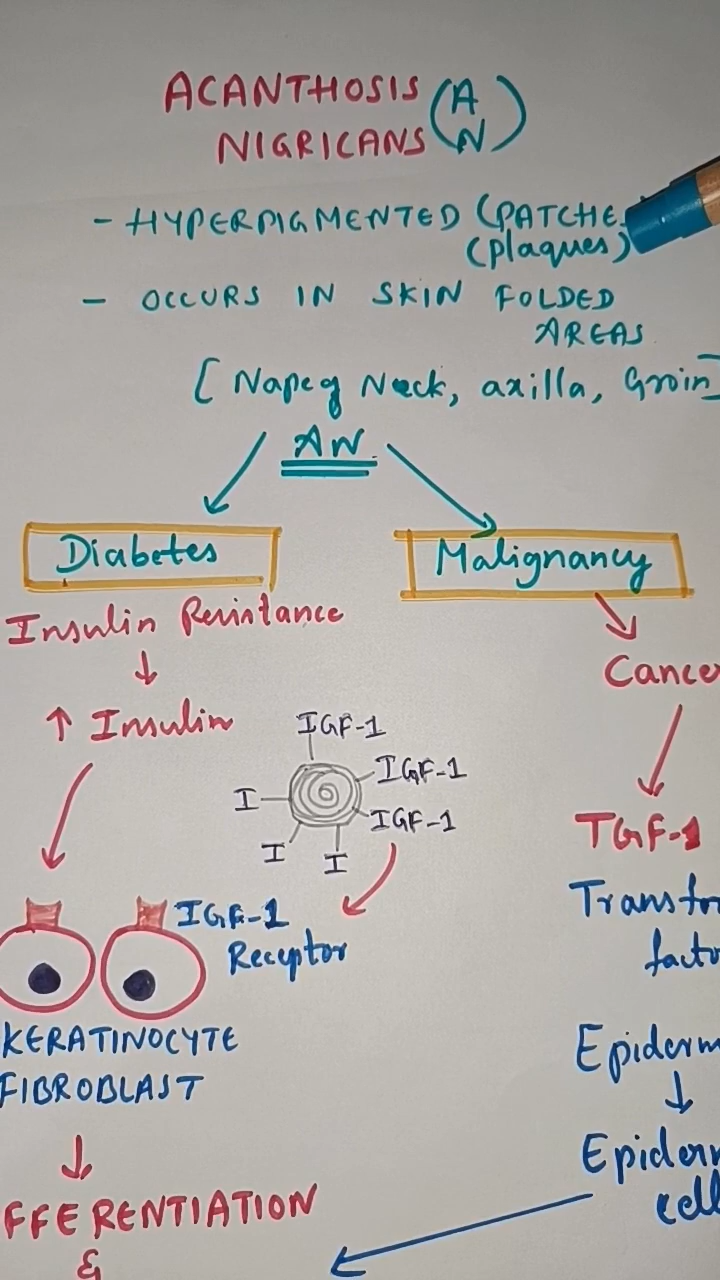 ACANTHOSIS (A
NIGRICANS N)
- HYPERPIGMENTED (PATCHE
(plaques)
- OCCURS IN SKIN FOLDED
AREAS
[Nape of Neck, axilla, Groin]
AN
Diabetes
Malignancy
Insulin Resistance
↓
Cance
↑ Insulin
IGF-1
IGF-1
I
IGF-1
I
I
TGF-1
IGF-1
Receptor
Transfo
facto
KERATINOCYTE
FIBROBLAST
Epiderm
↓
Epiderm
cell
↓
FFERENTIATION
&